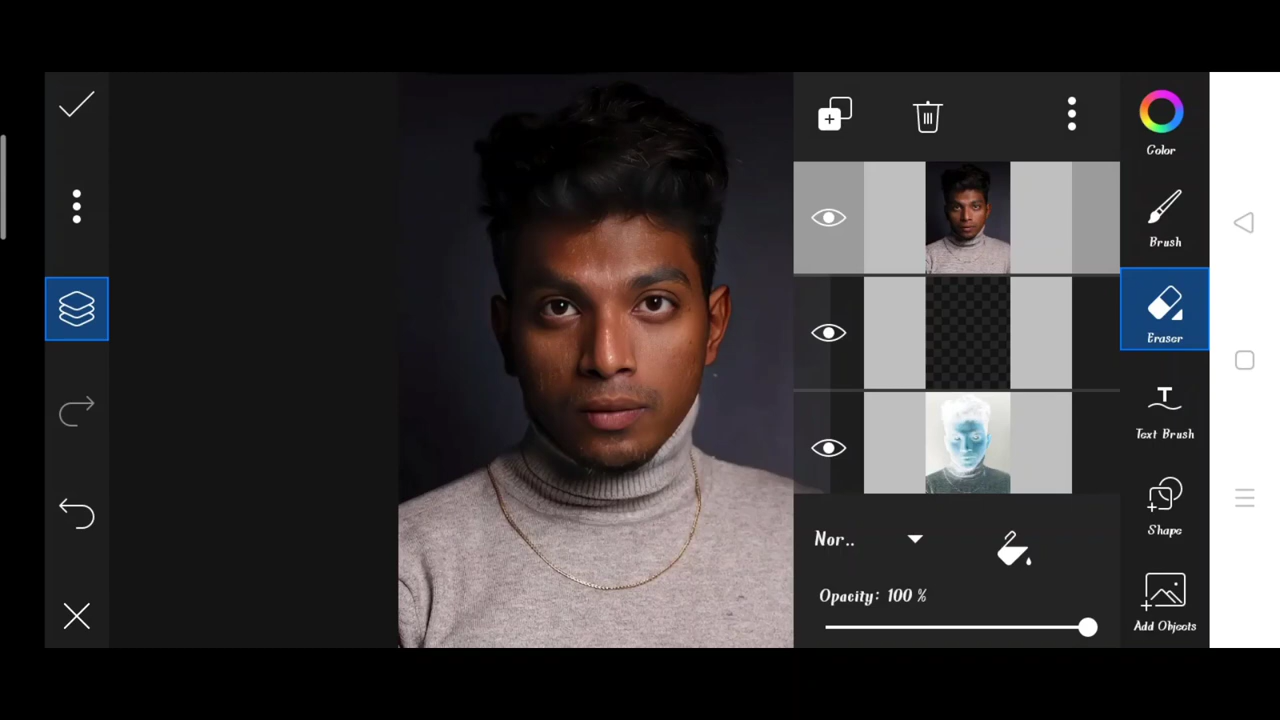 Color
Brush
Eraser
Text Brush
Shape
Add Objects
Nor..
Opacity: 100 %